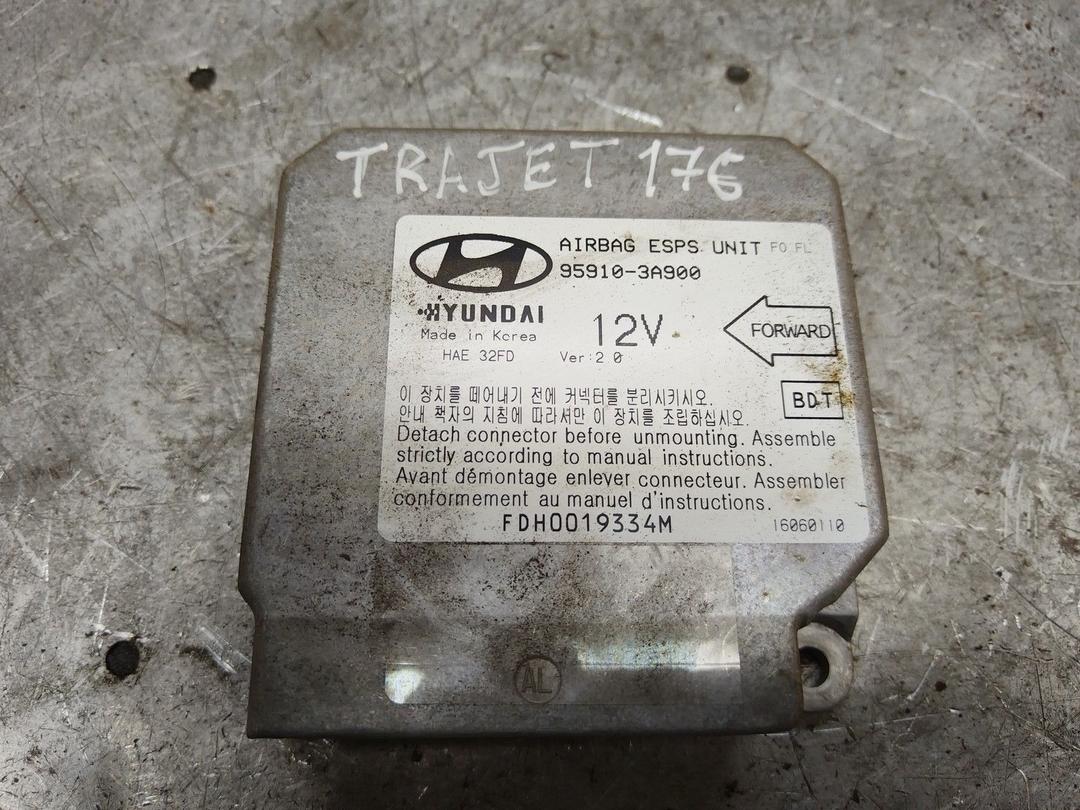 TRAJET 176
AIRBAG ESPS UNIT FO FL
95910-3A900
HYUNDAI
Made in Korea
12V
FORWARD
HAE 32FD
Ver:2 0
BDT
이 장치를 떼어내기 전에 커넥터를 분리시키시오.
안내 책자의 지침에 따라서만 이 장치를 조립하십시오.
Detach connector before unmounting. Assemble
strictly according to manual instructions.
Avant démontage enlever connecteur. Assembler
conformement au manuel d'instructions.
FDH0019334M
16060110
AL